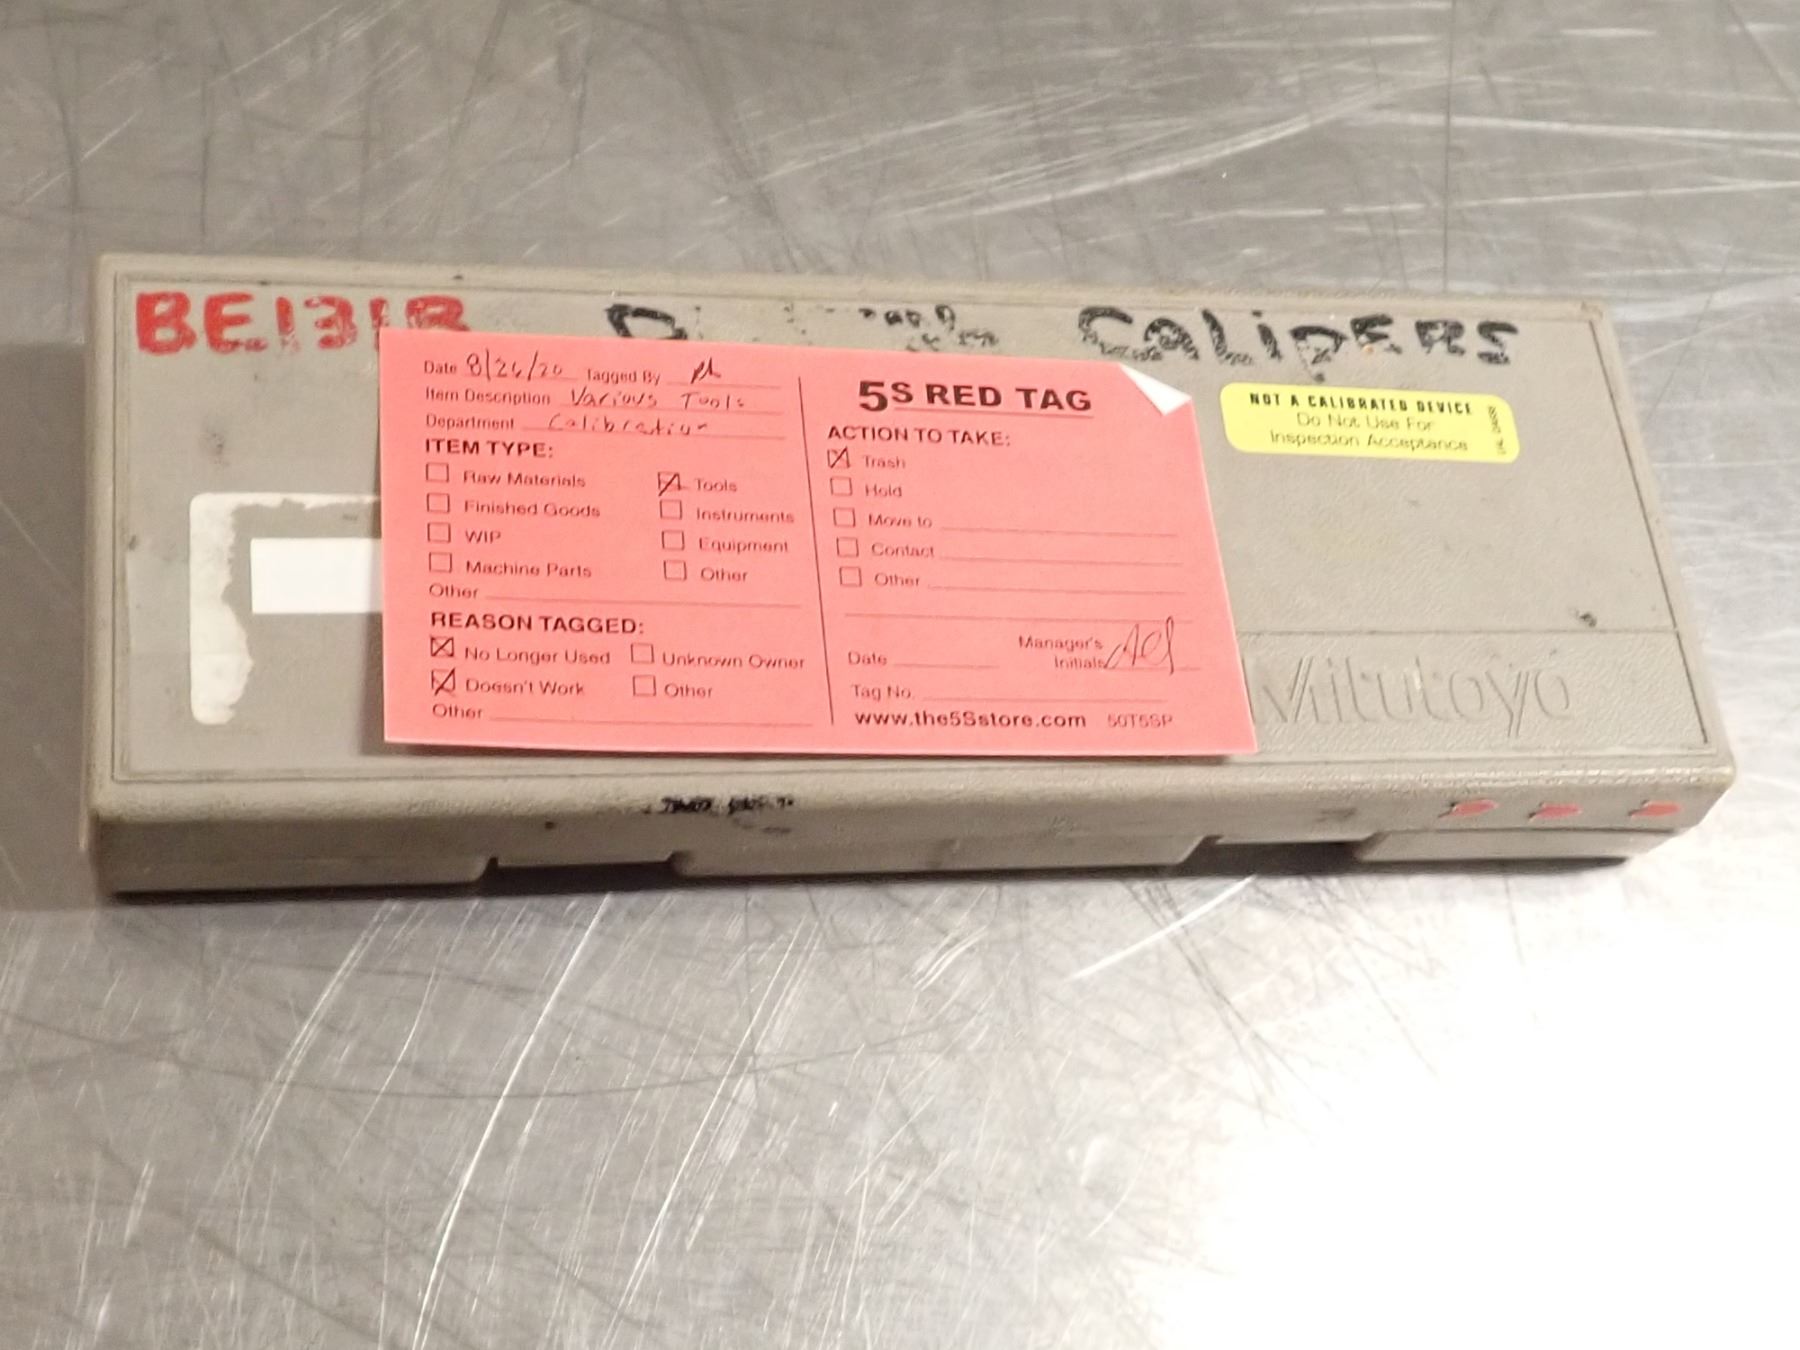 BE131B CALiPERS
Date 8/26/20 Tagged By
Item Description Various Tools
Department Calibration
ITEM TYPE:
Raw Materials
Finished Goods
WIP
Machine Parts
Tools
Instruments
Equipment
Other
Other
REASON TAGGED:
No Longer Used
Doesn't Work
Unknown Owner
Other
Other
5S RED TAG
ACTION TO TAKE:
Trash
Hold
Move to
Contact
Other
Date
Manager's
Initials
Tag No.
www.the5Sstore.com 50T5SP
NOT A CALIBRATED DEVICE
Do Not Use For
Inspection Acceptance
Mitutoyo